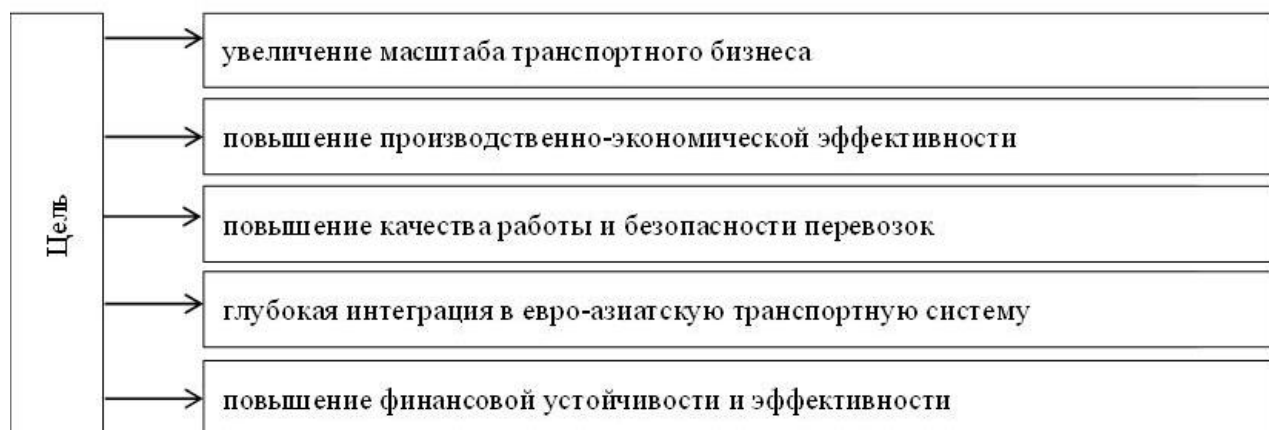 Цель
увеличение масштаба транспортного бизнеса
повышение производственно-экономической эффективности
повышение качества работы и безопасности перевозок
глубокая интеграция в евро-азиатскую транспортную систему
повышение финансовой устойчивости и эффективности